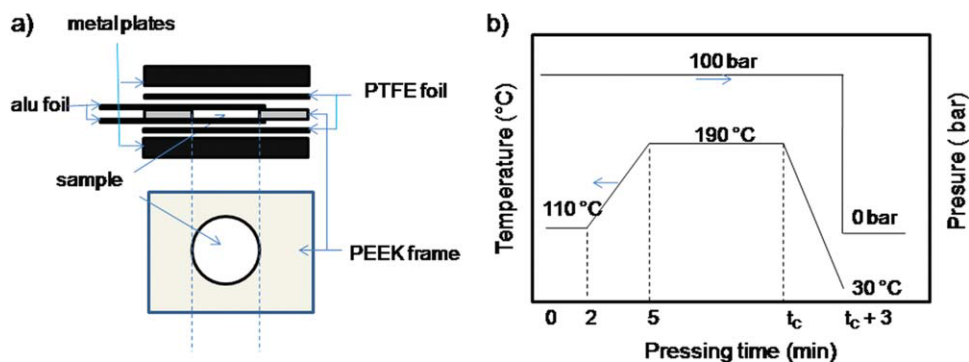 a)
metal plates
alu foil
PTFE foil
sample
PEEK frame
b)
Temperature (°C)
100 bar
190 °C
110 °C
0 bar
30 °C
0 2 5 tc tc + 3
Pressing time (min)
Presure ( bar)